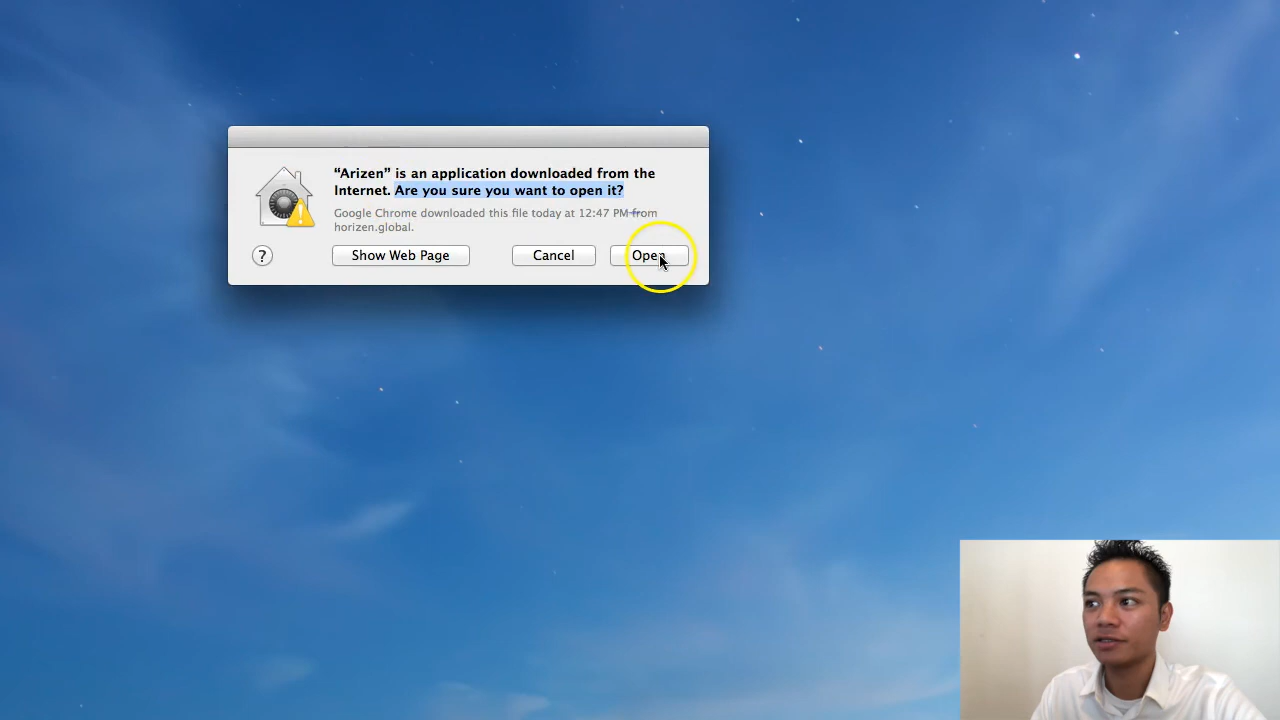 “Arizen” is an application downloaded from the
Internet. Are you sure you want to open it?
Google Chrome downloaded this file today at 12:47 PM from
horizen.global.
? Show Web Page Cancel Open